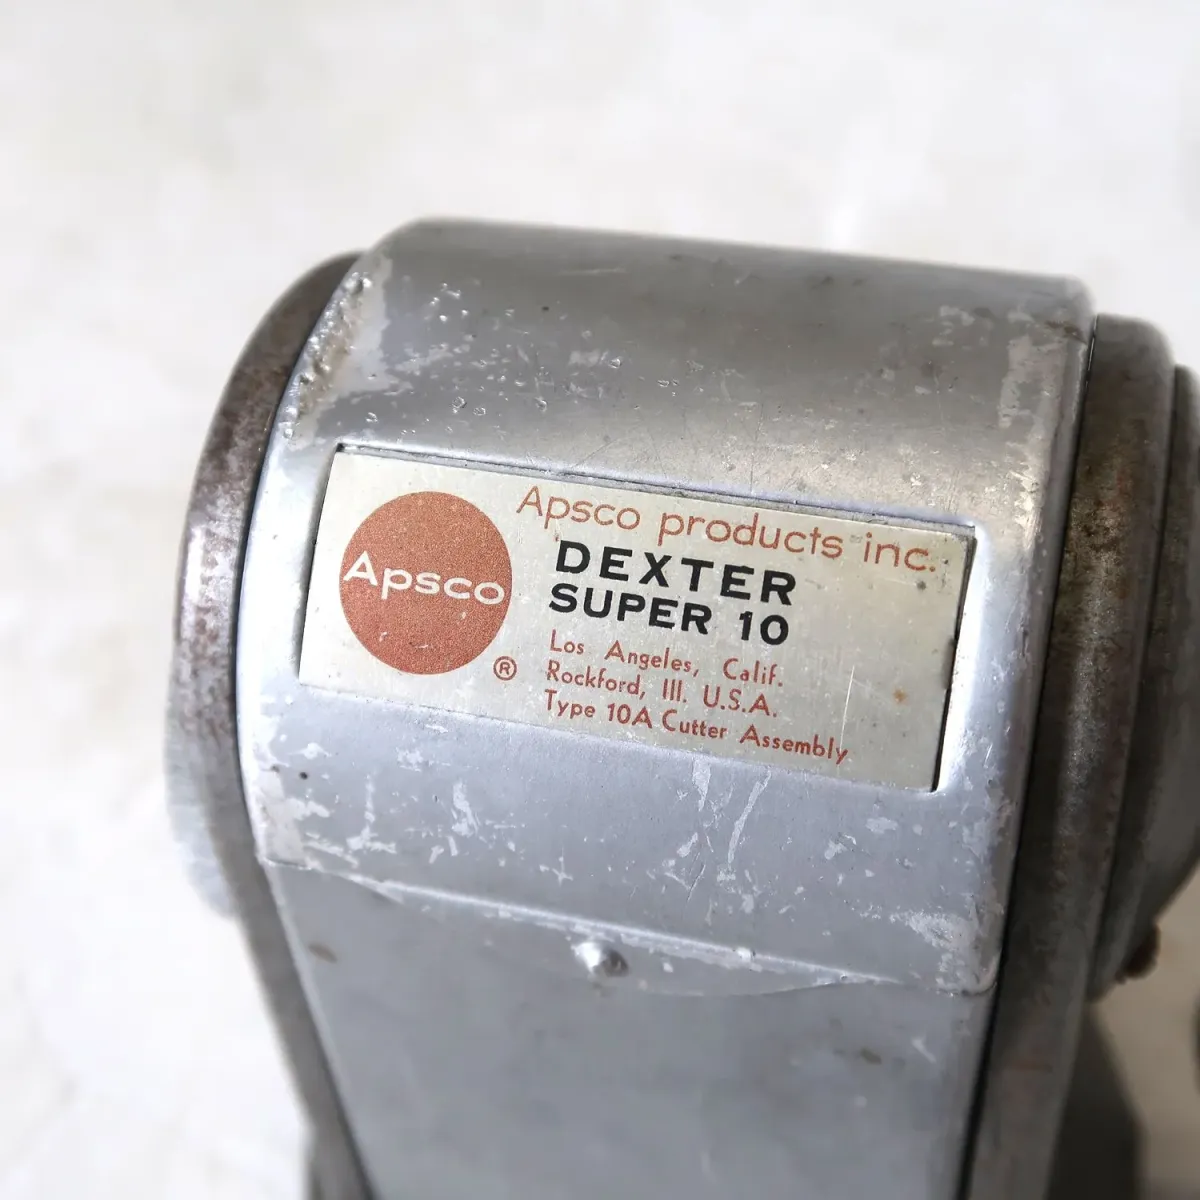 Apsco
®
Apsco products inc.
DEXTER
SUPER 10
Los Angeles, Calif.
Rockford, Ill. U.S.A.
Type 10A Cutter Assembly